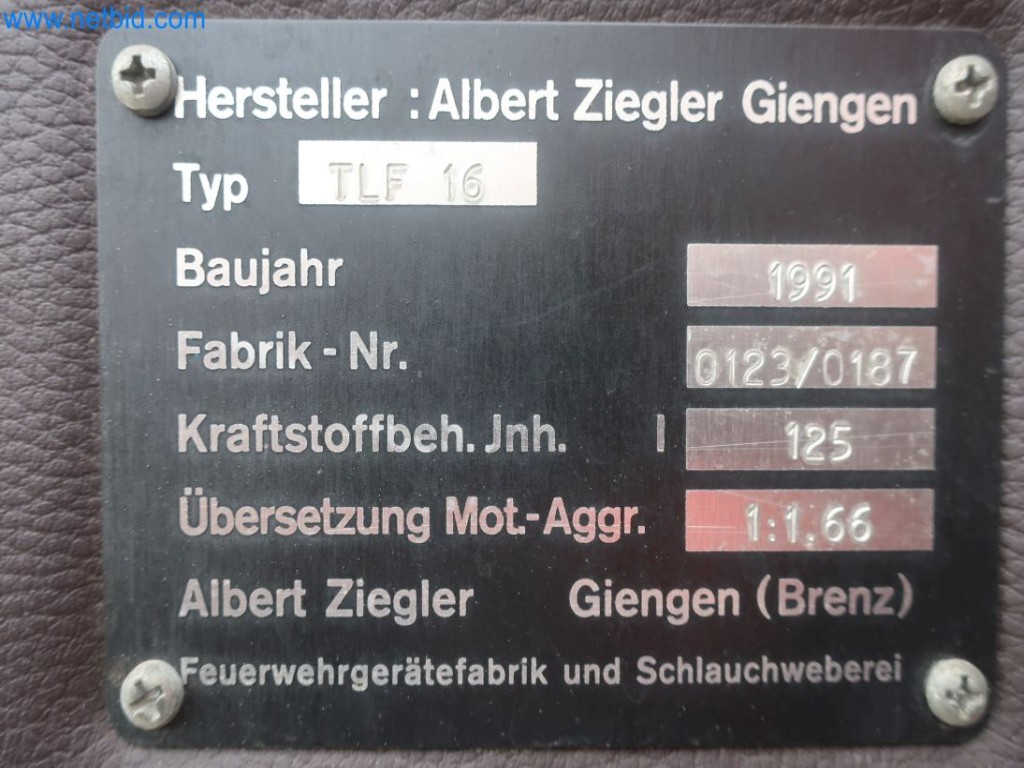 www.netbid.com
Hersteller : Albert Ziegler Giengen
Typ TLF 16
Baujahr 1991
Fabrik - Nr. 0123/0187
Kraftstoffbeh. Jnh. l 125
Übersetzung Mot.-Aggr. 1:1.66
Albert Ziegler Giengen (Brenz)
Feuerwehrgerätefabrik und Schlauchweberei